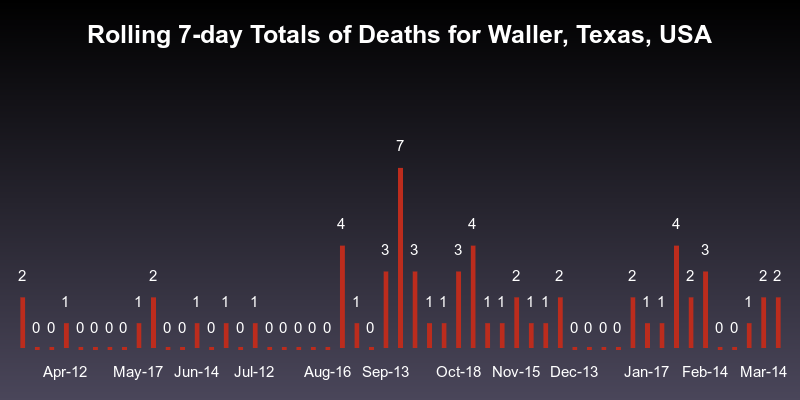 Rolling 7-day Totals of Deaths for Waller, Texas, USA
7
4 4 4
3 3 3 3
2 2 2 2 2 2 2 2
1 1 1 1 1 1 1 1 1 1 1 1 1 1 1
0 0 0 0 0 0 0 0 0 0 0 0 0 0 0 0 0 0 0 0 0 0
Apr-12 May-17 Jun-14 Jul-12 Aug-16 Sep-13 Oct-18 Nov-15 Dec-13 Jan-17 Feb-14 Mar-14